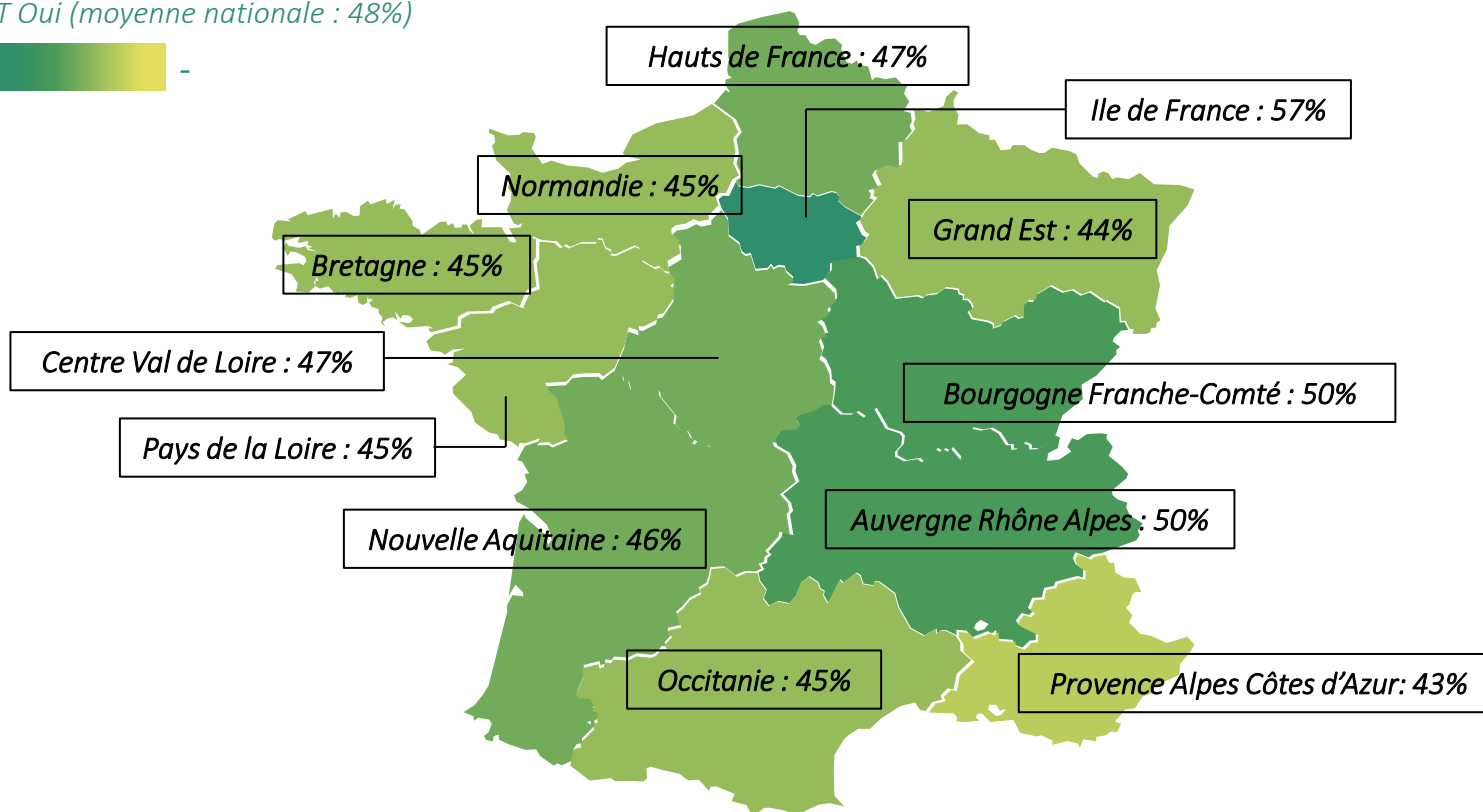 T Oui (moyenne nationale : 48%)
-
Hauts de France : 47%
Ile de France : 57%
Normandie : 45%
Grand Est : 44%
Bretagne : 45%
Centre Val de Loire : 47%
Bourgogne Franche-Comté : 50%
Pays de la Loire : 45%
Auvergne Rhône Alpes : 50%
Nouvelle Aquitaine : 46%
Occitanie : 45%
Provence Alpes Côtes d’Azur: 43%